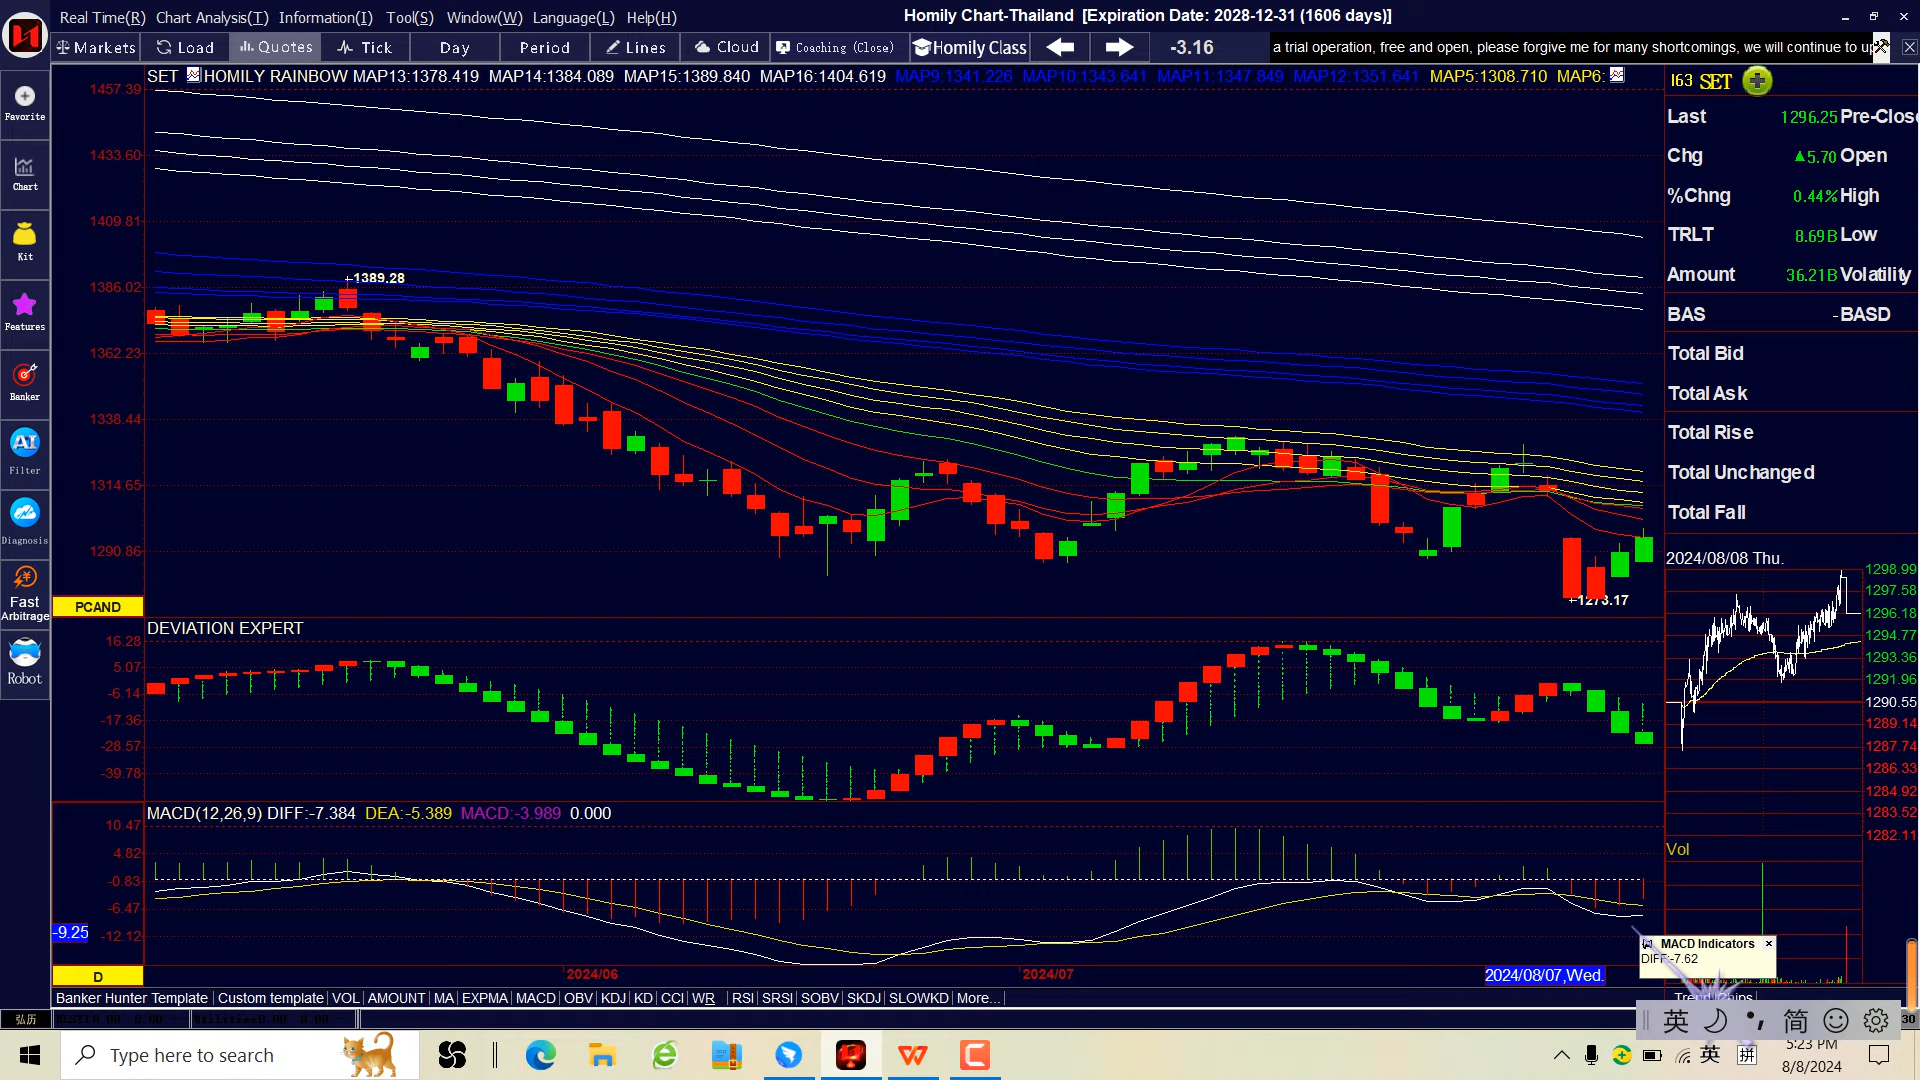 Real Time(R) Chart Analysis(T) Information(I) Tool(S) Window(W) Language(L) Help(H)
Homily Chart-Thailand [Expiration Date: 2028-12-31 (1606 days)]
Markets Load Quotes Tick Day Period Lines Cloud Coaching (Close) Homily Class -3.16
a trial operation, free and open, please forgive me for many shortcomings, we will continue to up
SET HOMILY RAINBOW MAP13:1378.419 MAP14:1384.089 MAP15:1389.840 MAP16:1404.619 MAP9:1341.226 MAP10:1343.641 MAP11:1347.849 MAP12:1351.641 MAP5:1308.710 MAP6:
Favorite
Chart
Kit
Features
Banker
AI
Filter
Diagnosis
Fast
Arbitrage
Robot
1457.39
1433.60
1409.81
1386.02
1362.23
1338.44
1314.65
1290.86
1389.28
1273.17
PCAND
DEVIATION EXPERT
16.28
5.07
-6.14
-17.36
-28.57
-39.78
MACD(12,26,9) DIFF:-7.384 DEA:-5.389 MACD:-3.989 0.000
10.47
4.82
-0.83
-6.47
-9.25
-12.12
D
2024/06
2024/07
2024/08/07,Wed.
MACD Indicators
DIFF:-7.62
163 SET
Last 1296.25 Pre-Clos
Chg ▲5.70 Open
%Chng 0.44% High
TRLT 8.69B Low
Amount 36.21B Volatility
BAS - BASD
Total Bid
Total Ask
Total Rise
Total Unchanged
Total Fall
2024/08/08 Thu.
1298.99
1297.58
1296.18
1294.77
1293.36
1291.96
1290.55
1289.14
1287.74
1286.33
1284.92
1283.52
1282.11
Vol
Banker Hunter Template Custom template VOL AMOUNT MA EXPMA MACD OBV KDJ KD CCI WR RSI SRSI SOBV SKDJ SLOWKD More...
弘历
英 简
30
Type here to search
英 拼
5:23 PM
8/8/2024